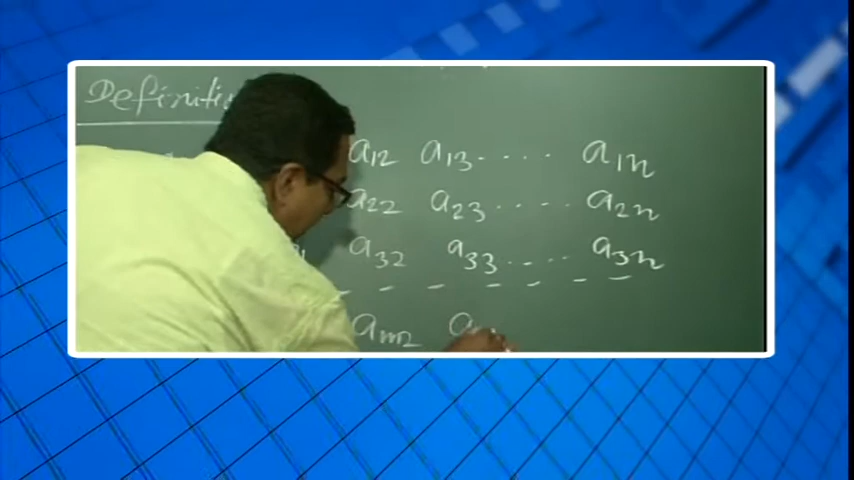 Definiti
a12 a13 . . . . a1n
a22 a23 . . . . a2n
a32 a33 . . . . a3n
- - - - - - -
am2 a